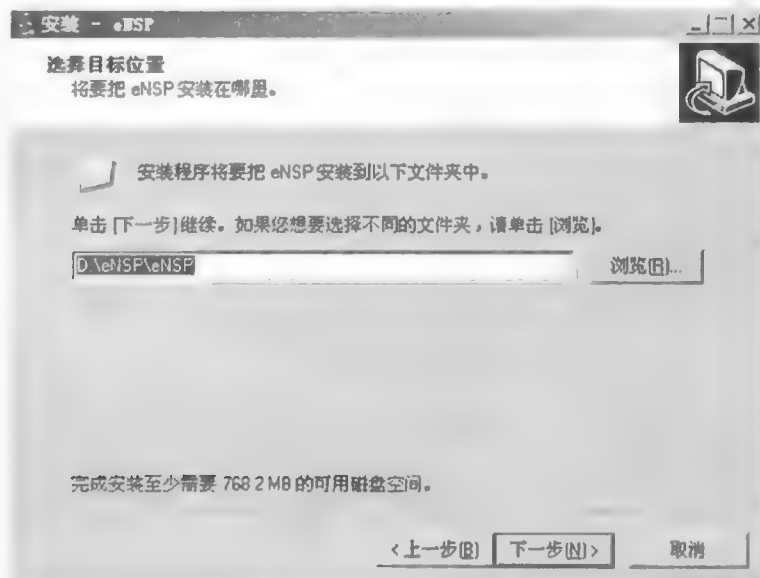 安装 - eNSP
选择目标位置
将要把 eNSP 安装在哪里。
安装程序将要把 eNSP 安装到以下文件夹中。
单击 [下一步]继续。如果您想要选择不同的文件夹，请单击 [浏览]。
D:\eNSP\eNSP
浏览(R)...
完成安装至少需要 768.2 MB 的可用磁盘空间。
<上一步(B) 下一步(N)> 取消